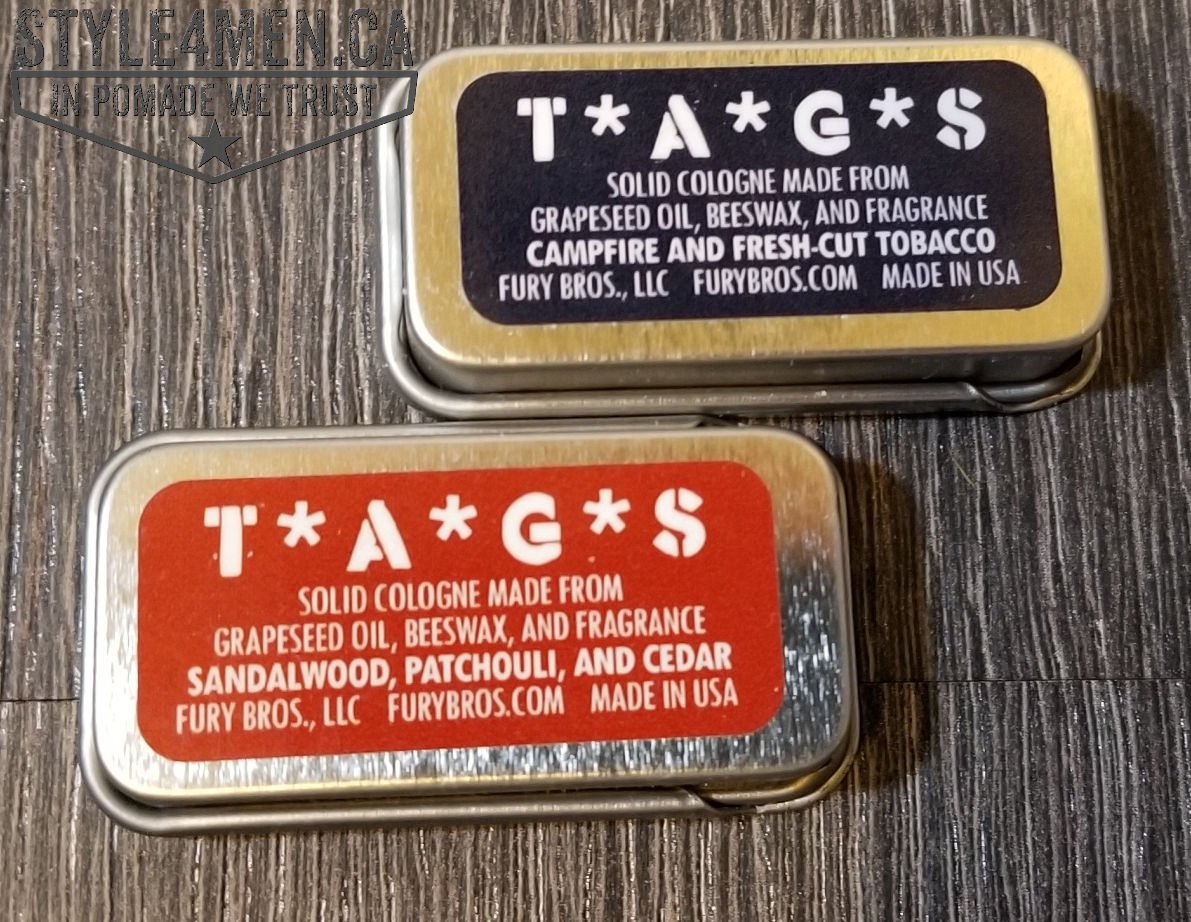 STYLE4MEN.CA
IN POMADE WE TRUST
T*A*G*S
SOLID COLOGNE MADE FROM
GRAPESEED OIL, BEESWAX, AND FRAGRANCE
CAMPFIRE AND FRESH-CUT TOBACCO
FURY BROS., LLC FURYBROS.COM MADE IN USA
T*A*G*S
SOLID COLOGNE MADE FROM
GRAPESEED OIL, BEESWAX, AND FRAGRANCE
SANDALWOOD, PATCHOULI, AND CEDAR
FURY BROS., LLC FURYBROS.COM MADE IN USA